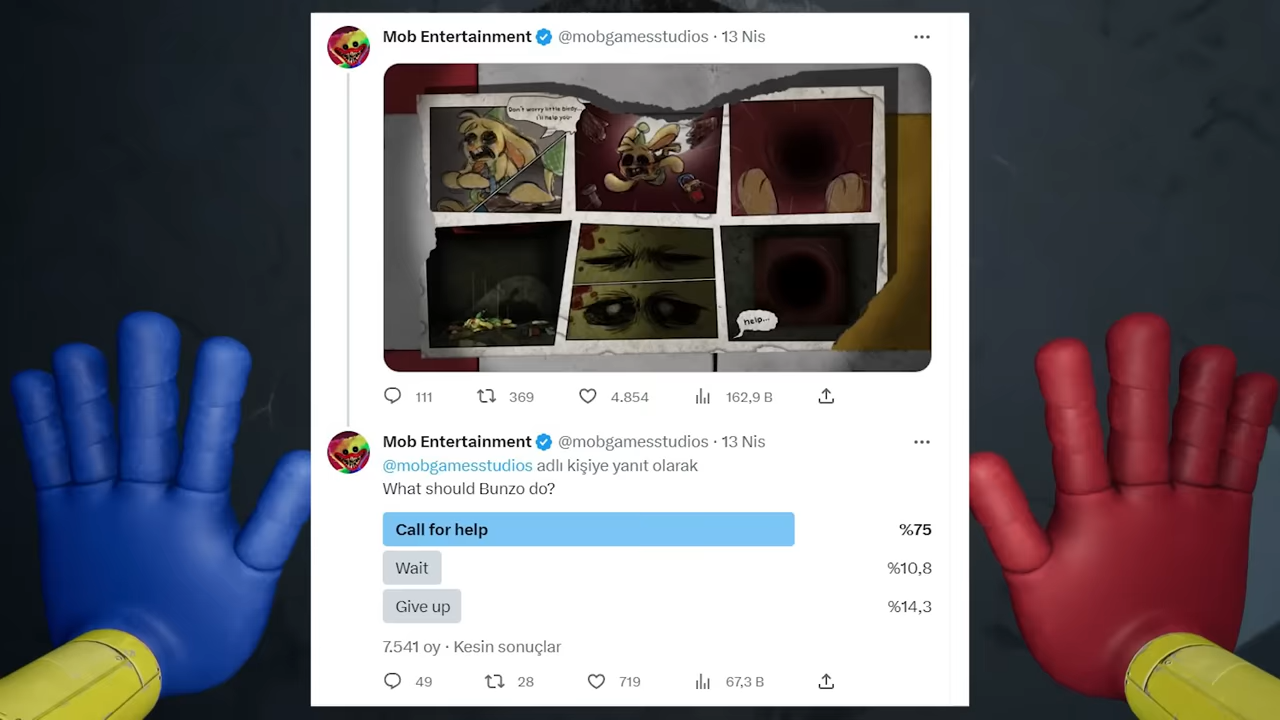 Mob Entertainment @mobgamesstudios · 13 Nis
Don't worry little birdy...
I'll help you-
help...
111 369 4.854 162,9 B
Mob Entertainment @mobgamesstudios · 13 Nis
@mobgamesstudios adlı kişiye yanıt olarak
What should Bunzo do?
Call for help %75
Wait %10,8
Give up %14,3
7.541 oy · Kesin sonuçlar
49 28 719 67,3 B